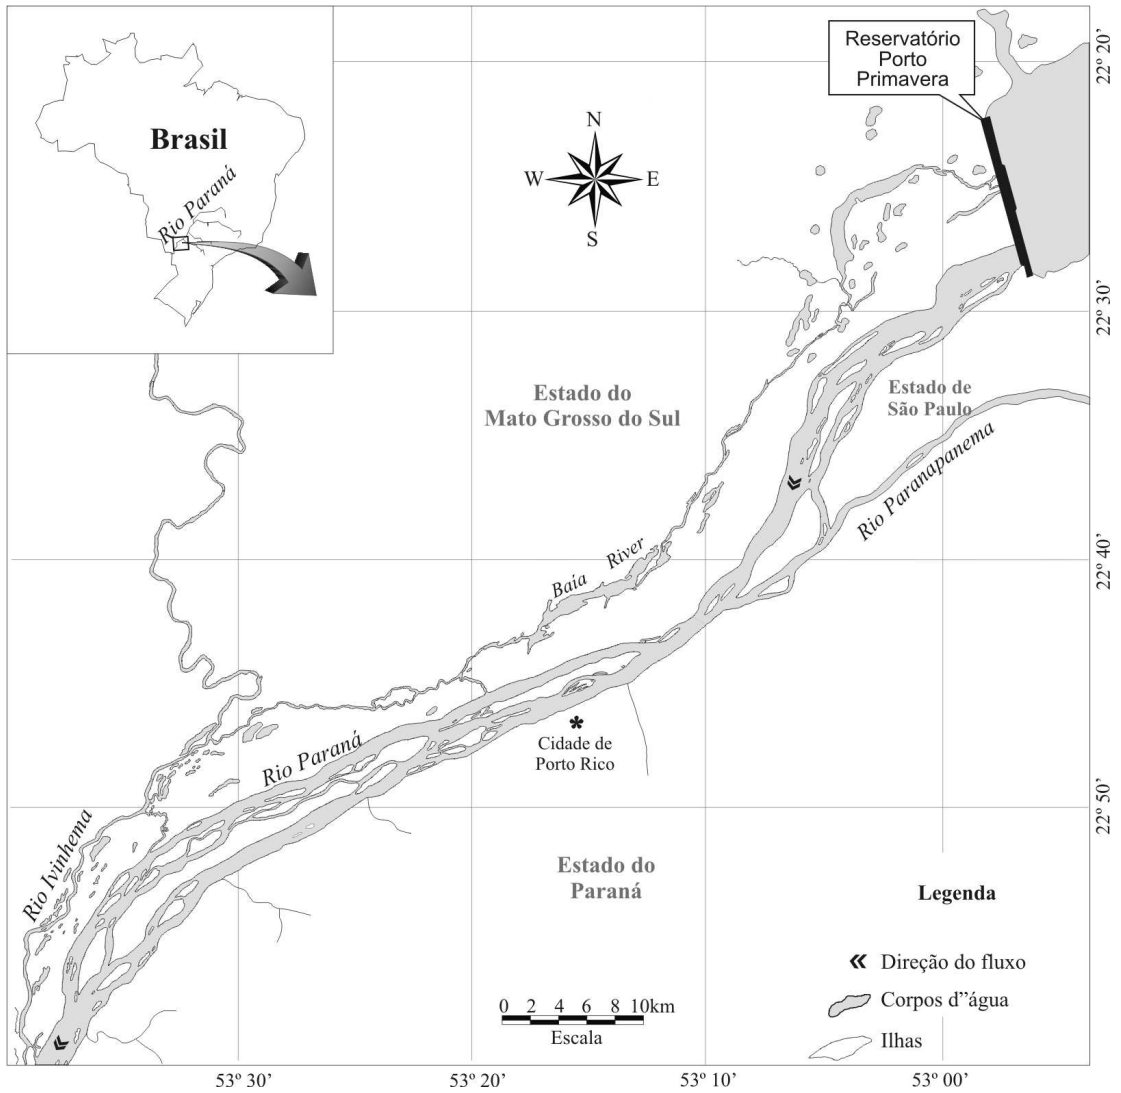 Reservatório
Porto
Primavera
22º 20’
Brasil
Rio Paraná
N
W
E
S
22º 30’
Estado do
Mato Grosso do Sul
Estado de
São Paulo
Rio Paranapanema
22º 40’
Baia River
*
Cidade de
Porto Rico
Rio Paraná
22º 50’
Rio Ivinhema
Estado do
Paraná
Legenda
Direção do fluxo
Corpos d”água
Ilhas
0 2 4 6 8 10km
Escala
53º 30’
53º 20’
53º 10’
53º 00’